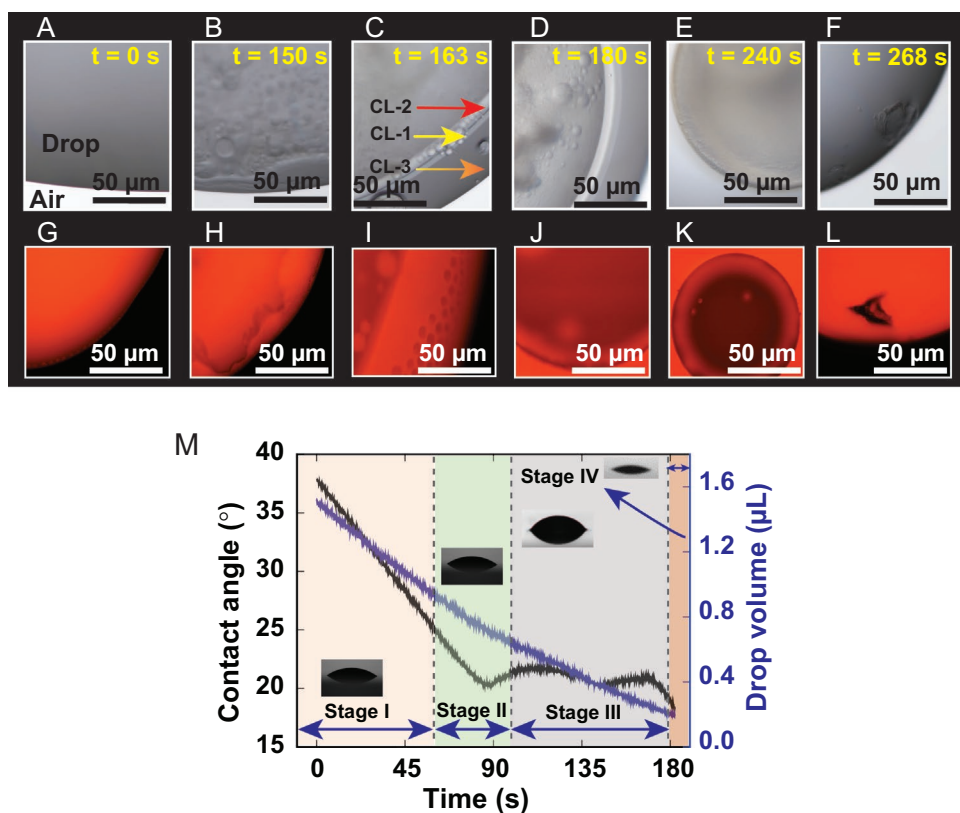 A B C D E F
t = 0 s t = 150 s t = 163 s t = 180 s t = 240 s t = 268 s
CL-2
CL-1
Drop
CL-3
50 µm 50 µm 50 µm 50 µm 50 µm 50 µm
Air
G H I J K L
50 µm 50 µm 50 µm 50 µm 50 µm 50 µm
M
40
35
30
25
20
15
Contact angle (°)
Stage IV
Stage I
Stage II
Stage III
1.6
1.2
0.8
0.4
0.0
Drop volume (µL)
0 45 90 135 180
Time (s)